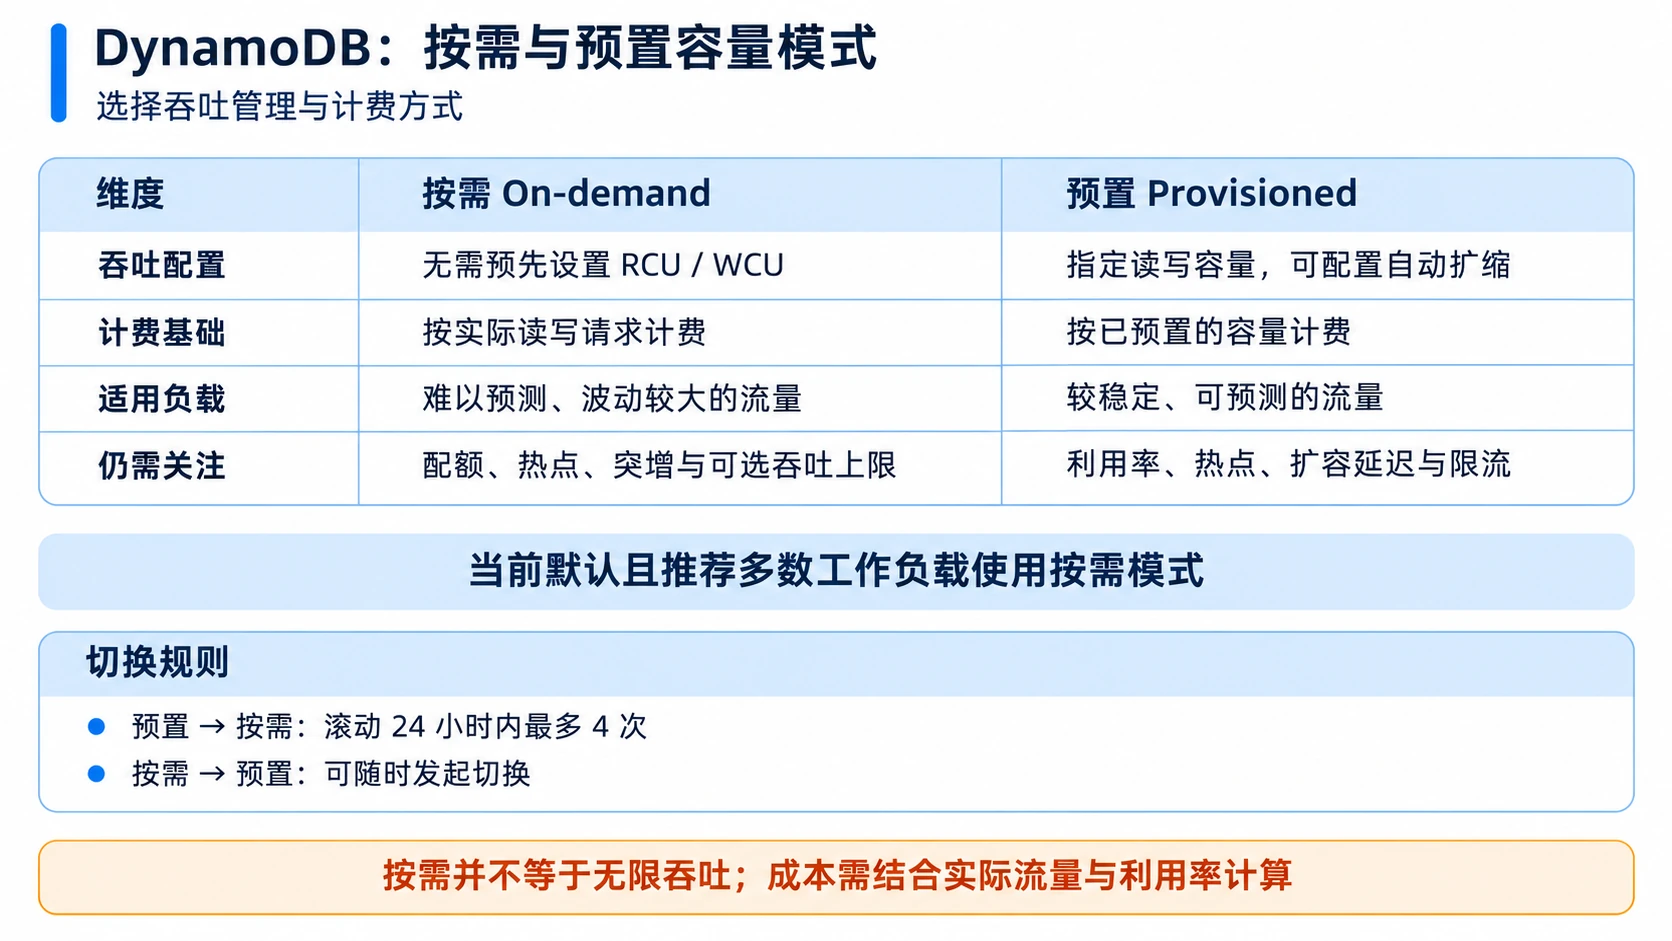 DynamoDB：按需与预置容量模式
选择吞吐管理与计费方式
维度 按需 On-demand 预置 Provisioned
吞吐配置 无需预先设置 RCU / WCU 指定读写容量，可配置自动扩缩
计费基础 按实际读写请求计费 按已预置的容量计费
适用负载 难以预测、波动较大的流量 较稳定、可预测的流量
仍需关注 配额、热点、突增与可选吞吐上限 利用率、热点、扩容延迟与限流
当前默认且推荐多数工作负载使用按需模式
切换规则
● 预置 → 按需：滚动 24 小时内最多 4 次
● 按需 → 预置：可随时发起切换
按需并不等于无限吞吐；成本需结合实际流量与利用率计算